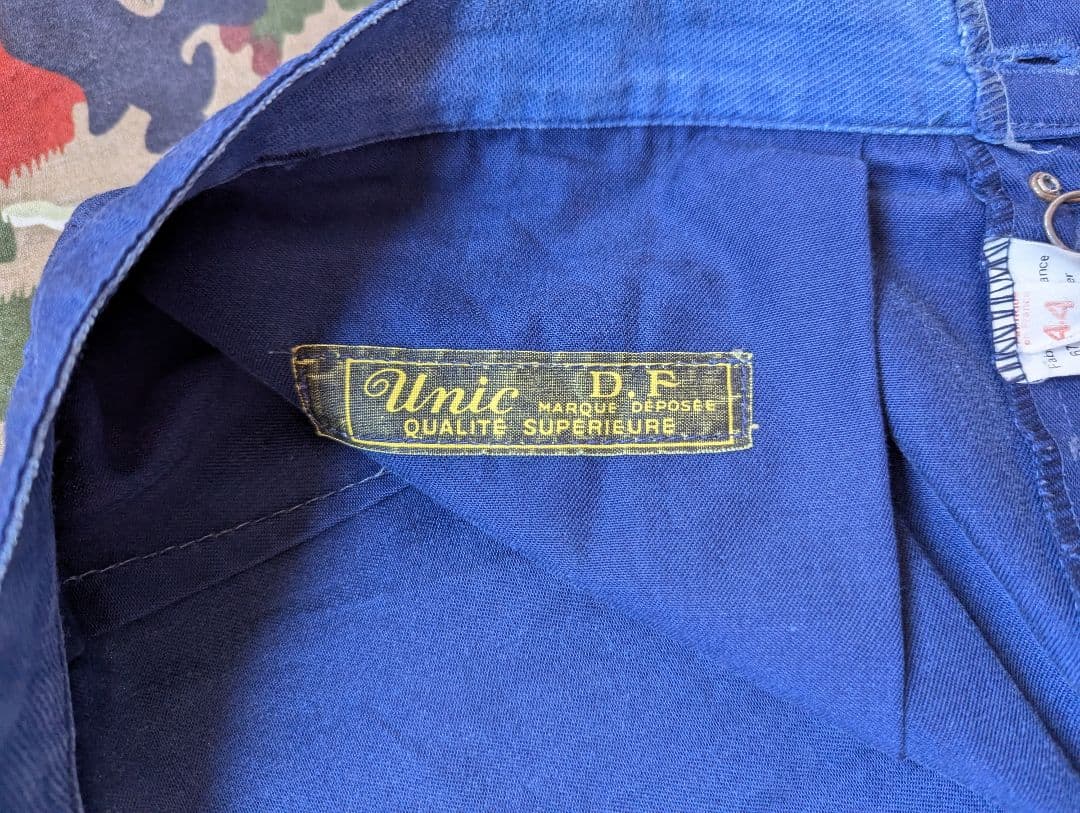 Unic D.F
MARQUE DÉPOSÉE
QUALITÉ SUPÉRIEURE
44